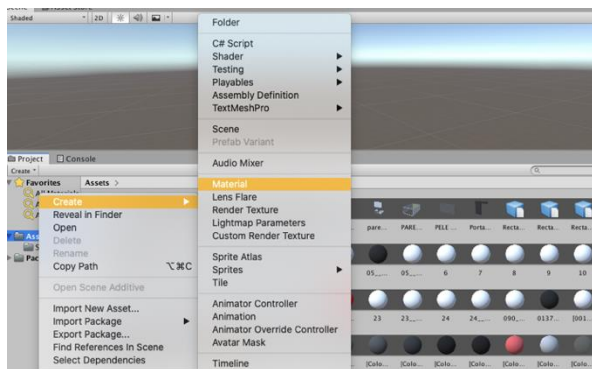 Shaded
2D
Project
Console
Create
Favorites
Assets >
Create
Reveal in Finder
Open
Delete
Rename
Copy Path ⌥⌘C
Open Scene Additive
Import New Asset...
Import Package
Export Package...
Find References In Scene
Select Dependencies
Folder
C# Script
Shader
Testing
Playables
Assembly Definition
TextMeshPro
Scene
Prefab Variant
Audio Mixer
Material
Lens Flare
Render Texture
Lightmap Parameters
Custom Render Texture
Sprite Atlas
Sprites
Tile
Animator Controller
Animation
Animator Override Controller
Avatar Mask
Timeline
pare... PARE... PELE ... Porta... Recta... Recta... Recta...
05_... 05_... 6 7 8 9 10
23 23_... 24 24_... 090_... 0137... [001...
[Colo... [Colo... [Colo... [Colo... [Colo... [Colo... [Colo...